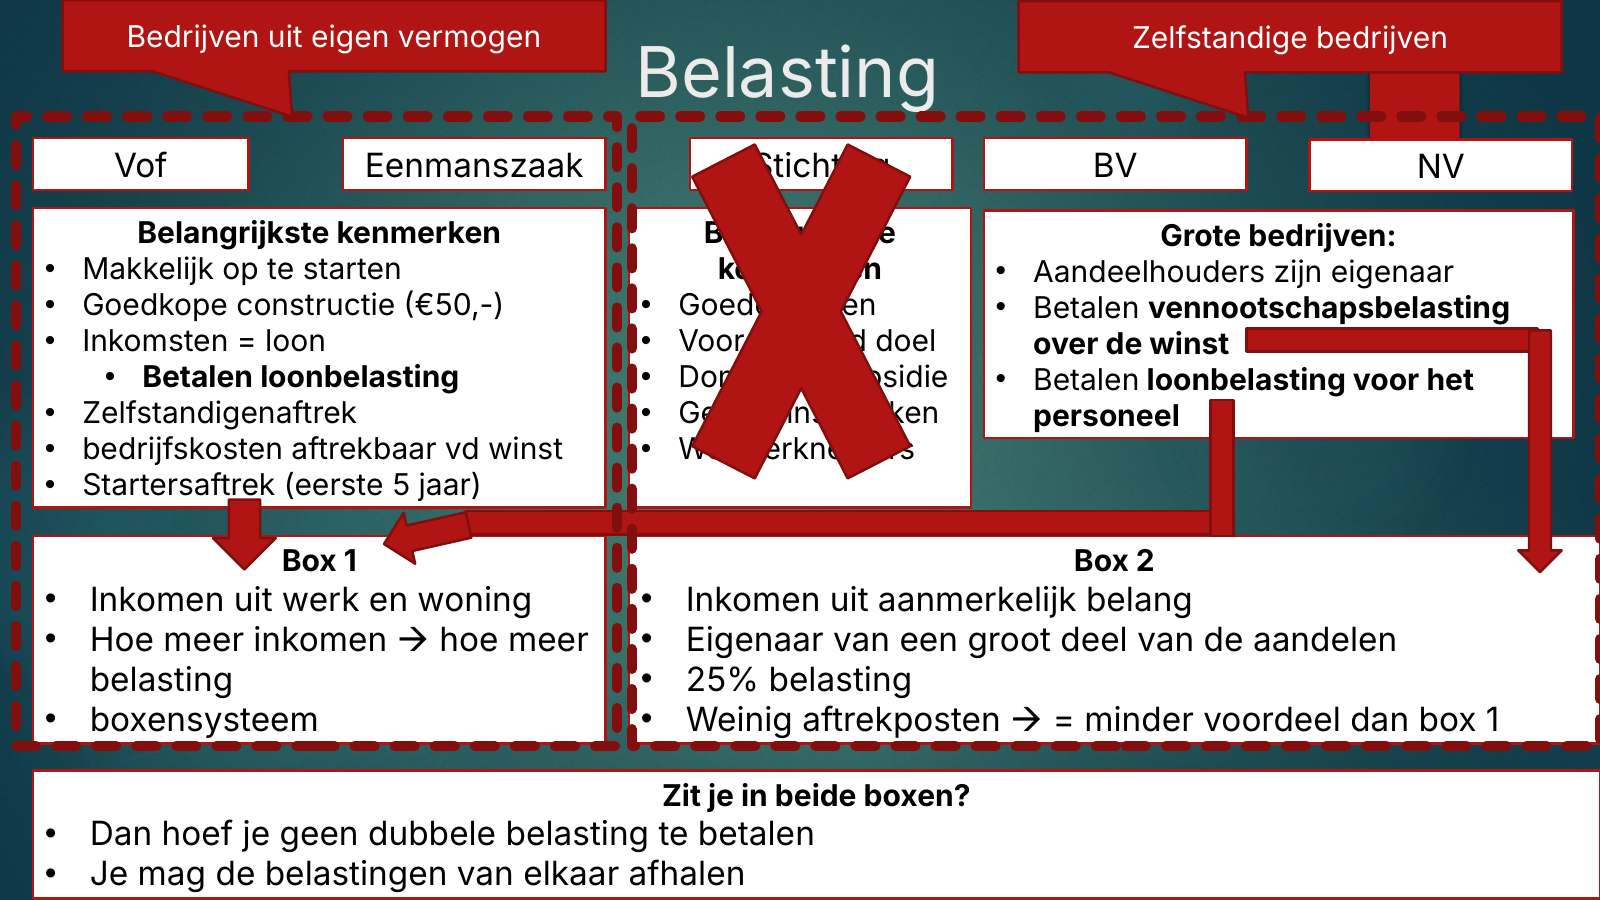 Bedrijven uit eigen vermogen
Zelfstandige bedrijven
Belasting
Vof
Eenmanszaak
BV
NV
Belangrijkste kenmerken
• Makkelijk op te starten
• Goedkope constructie (€50,-)
• Inkomsten = loon
• Betalen loonbelasting
• Zelfstandigenaftrek
• bedrijfskosten aftrekbaar vd winst
• Startersaftrek (eerste 5 jaar)
doel
Grote bedrijven:
• Aandeelhouders zijn eigenaar
• Betalen vennootschapsbelasting
over de winst
• Betalen loonbelasting voor het
personeel
Box 1
• Inkomen uit werk en woning
• Hoe meer inkomen → hoe meer
belasting
• boxensysteem
Box 2
• Inkomen uit aanmerkelijk belang
• Eigenaar van een groot deel van de aandelen
• 25% belasting
• Weinig aftrekposten → = minder voordeel dan box 1
Zit je in beide boxen?
• Dan hoef je geen dubbele belasting te betalen
• Je mag de belastingen van elkaar afhalen